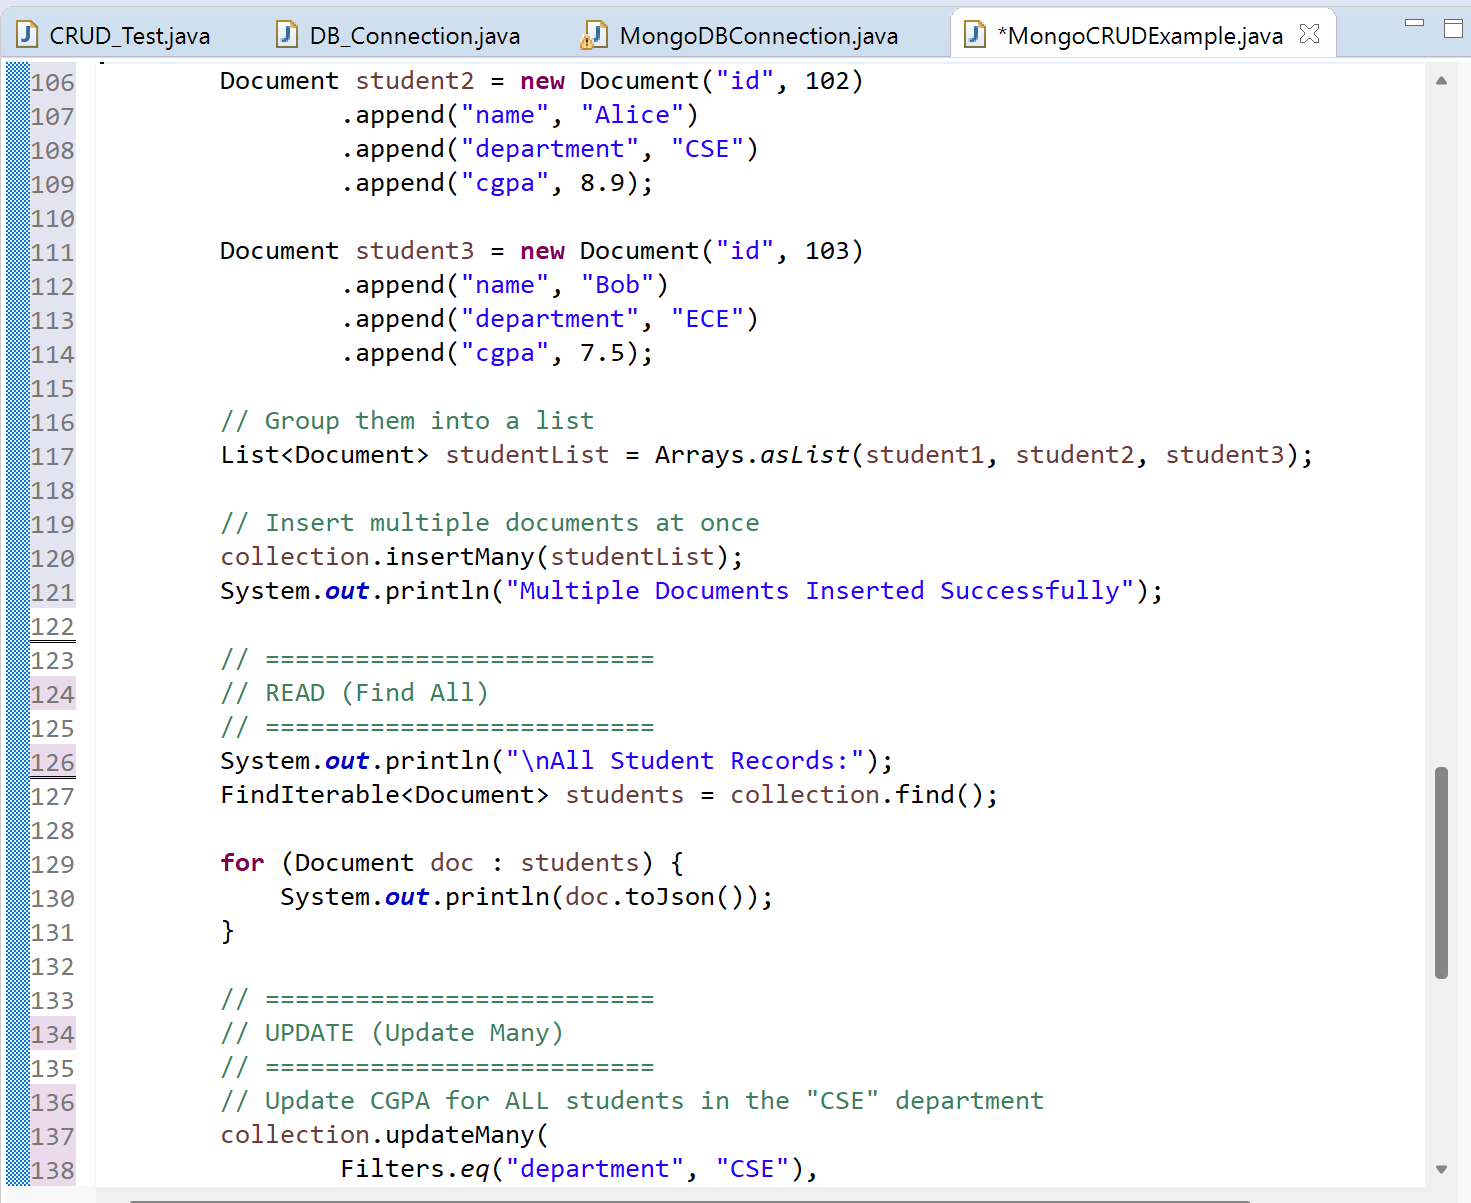 CRUD_Test.java DB_Connection.java MongoDBConnection.java *MongoCRUDExample.java
106 Document student2 = new Document("id", 102)
107 .append("name", "Alice")
108 .append("department", "CSE")
109 .append("cgpa", 8.9);
110
111 Document student3 = new Document("id", 103)
112 .append("name", "Bob")
113 .append("department", "ECE")
114 .append("cgpa", 7.5);
115
116 // Group them into a list
117 List<Document> studentList = Arrays.asList(student1, student2, student3);
118
119 // Insert multiple documents at once
120 collection.insertMany(studentList);
121 System.out.println("Multiple Documents Inserted Successfully");
122
123 // ==========================
124 // READ (Find All)
125 // ==========================
126 System.out.println("\nAll Student Records:");
127 FindIterable<Document> students = collection.find();
128
129 for (Document doc : students) {
130 System.out.println(doc.toJson());
131 }
132
133 // ==========================
134 // UPDATE (Update Many)
135 // ==========================
136 // Update CGPA for ALL students in the "CSE" department
137 collection.updateMany(
138 Filters.eq("department", "CSE"),